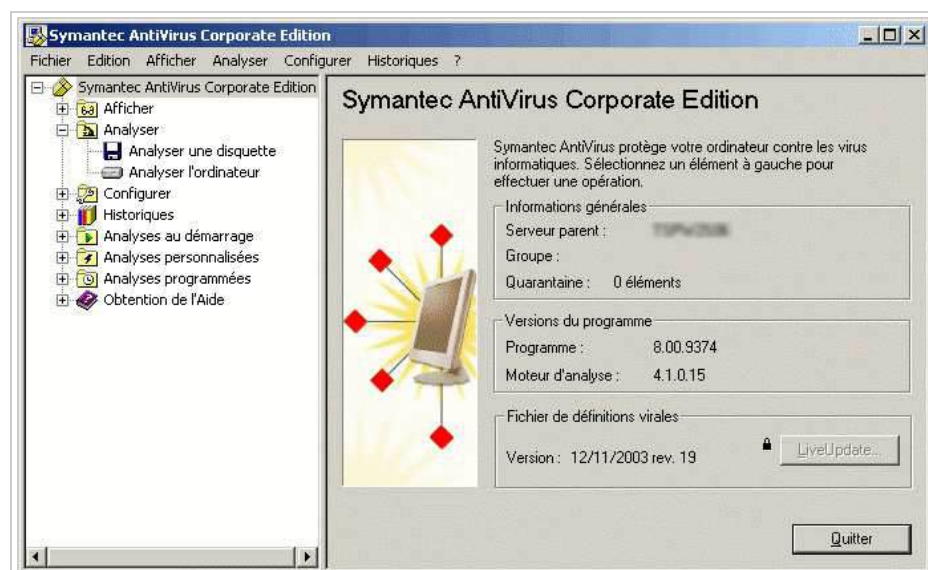 Symantec AntiVirus Corporate Edition
Fichier Edition Afficher Analyser Configurer Historiques ?
Symantec AntiVirus Corporate Edition
Afficher
Analyser
Analyser une disquette
Analyser l'ordinateur
Configurer
Historiques
Analyses au démarrage
Analyses personnalisées
Analyses programmées
Obtention de l'Aide
Symantec AntiVirus Corporate Edition
Symantec AntiVirus protège votre ordinateur contre les virus
informatiques. Sélectionnez un élément à gauche pour
effectuer une opération.
Informations générales
Serveur parent :
Groupe :
Quarantaine : 0 éléments
Versions du programme
Programme : 8.00.9374
Moteur d'analyse : 4.1.0.15
Fichier de définitions virales
Version : 12/11/2003 rev. 19
LiveUpdate...
Quitter